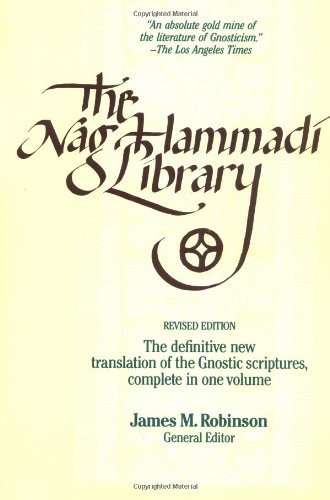 "An absolute gold mine of
the literature of Gnosticism."
–The Los Angeles Times
The
Nag Hammadi
Library
REVISED EDITION
The definitive new
translation of the Gnostic scriptures,
complete in one volume
James M. Robinson
General Editor